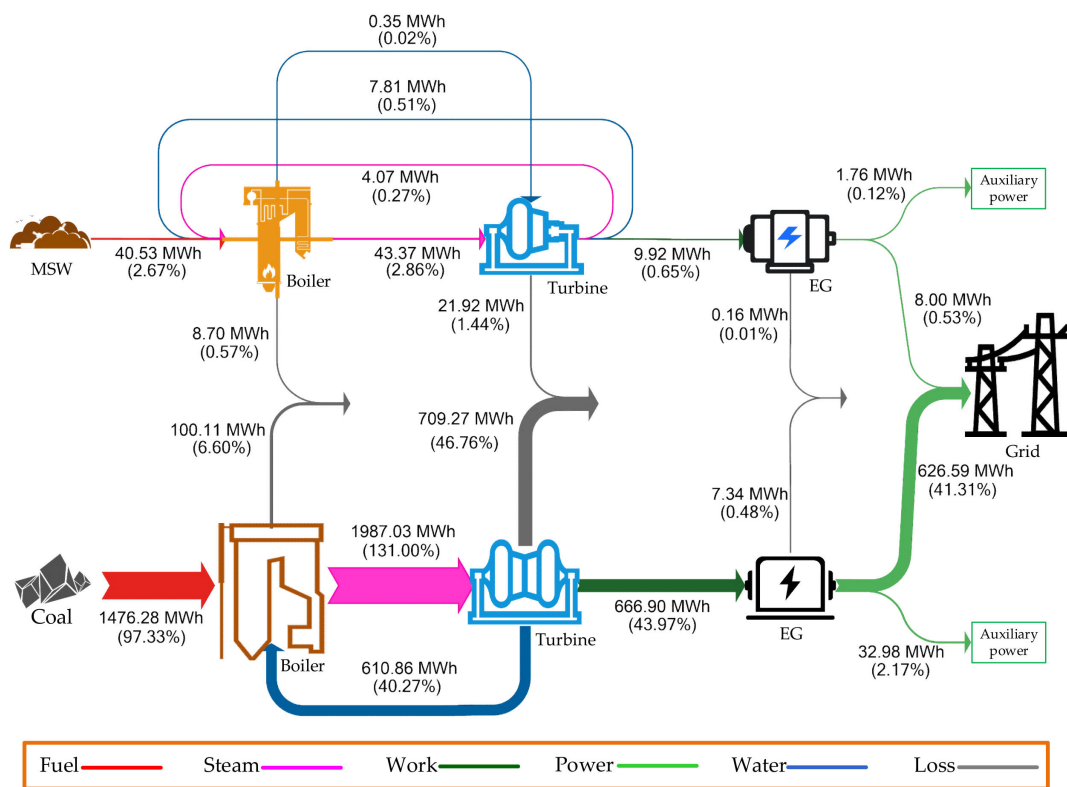 0.35 MWh
(0.02%)
7.81 MWh
(0.51%)
4.07 MWh
(0.27%)
1.76 MWh
(0.12%)
Auxiliary
power
MSW
40.53 MWh
(2.67%)
Boiler
43.37 MWh
(2.86%)
Turbine
9.92 MWh
(0.65%)
EG
8.70 MWh
(0.57%)
21.92 MWh
(1.44%)
0.16 MWh
(0.01%)
8.00 MWh
(0.53%)
100.11 MWh
(6.60%)
709.27 MWh
(46.76%)
Grid
626.59 MWh
(41.31%)
7.34 MWh
(0.48%)
1987.03 MWh
(131.00%)
Coal
1476.28 MWh
(97.33%)
Boiler
610.86 MWh
(40.27%)
Turbine
666.90 MWh
(43.97%)
EG
32.98 MWh
(2.17%)
Auxiliary
power
Fuel Steam Work Power Water Loss